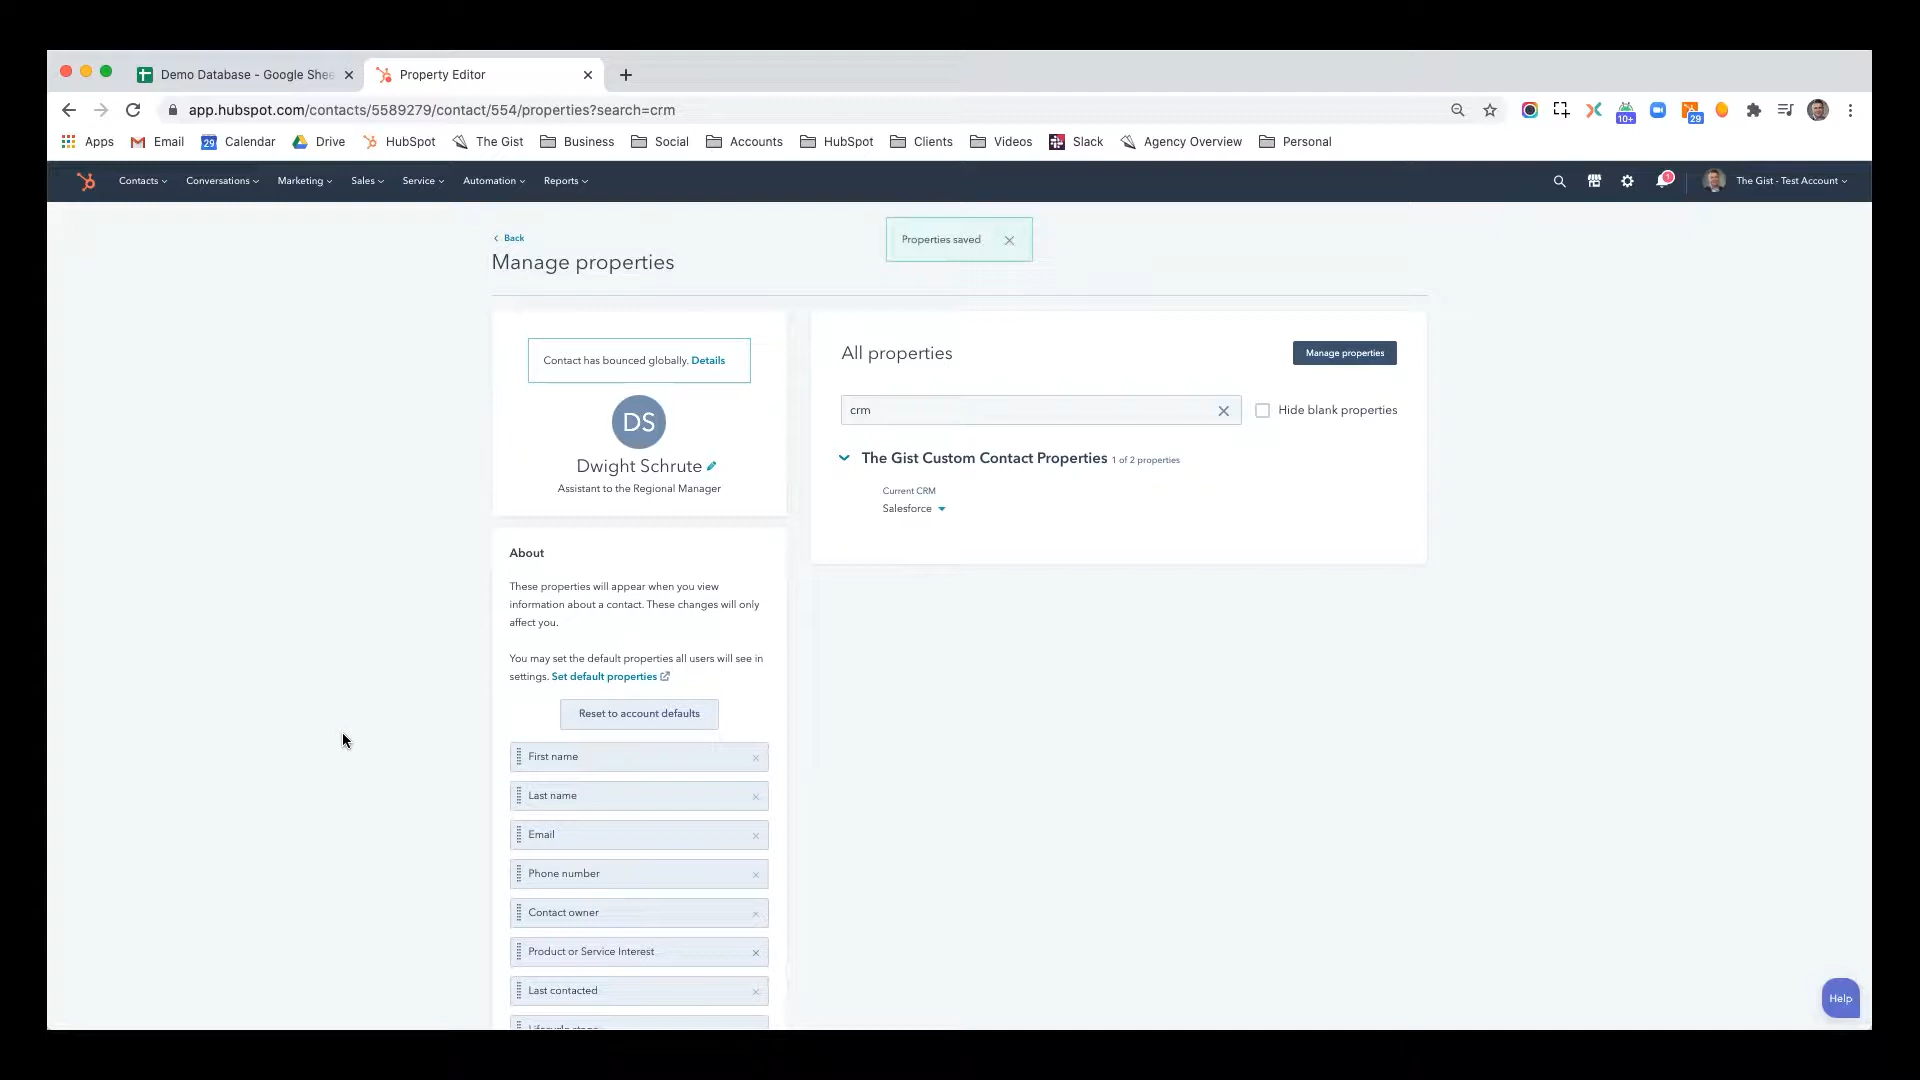 Demo Database - Google Shee
Property Editor
app.hubspot.com/contacts/5589279/contact/554/properties?search=crm
10+
29
Apps
Email
29
Calendar
Drive
HubSpot
The Gist
Business
Social
Accounts
HubSpot
Clients
Videos
Slack
Agency Overview
Personal
Contacts
Conversations
Marketing
Sales
Service
Automation
Reports
1
The Gist - Test Account
Back
Manage properties
Properties saved
Contact has bounced globally. Details
DS
Dwight Schrute
Assistant to the Regional Manager
All properties
Manage properties
crm
Hide blank properties
The Gist Custom Contact Properties 1 of 2 properties
Current CRM
Salesforce
About
These properties will appear when you view
information about a contact. These changes will only
affect you.
You may set the default properties all users will see in
settings. Set default properties
Reset to account defaults
First name
Last name
Email
Phone number
Contact owner
Product or Service Interest
Last contacted
Lifecycle stage
Help